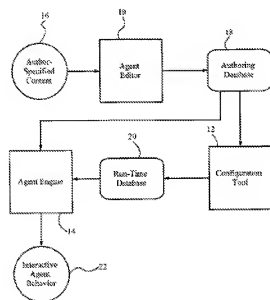 16
10
18
Author-
Specified
Content
Agent
Editor
Authoring
Database
12
20
Agent Engine
Run-Time
Database
Configuration
Tool
14
Interactive
Agent
Behavior
22